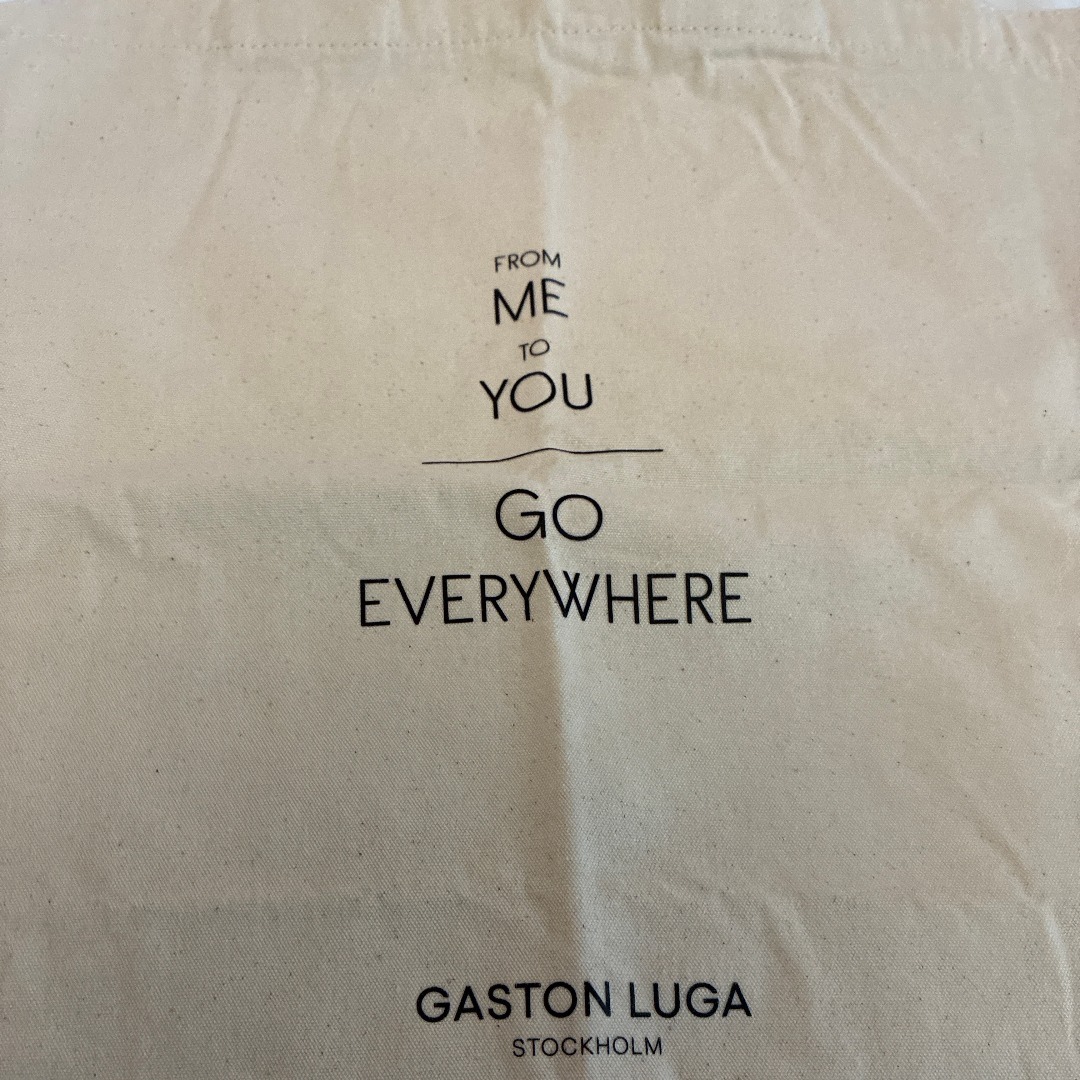 FROM
ME
TO
YOU
GO
EVERYWHERE
GASTON LUGA
STOCKHOLM